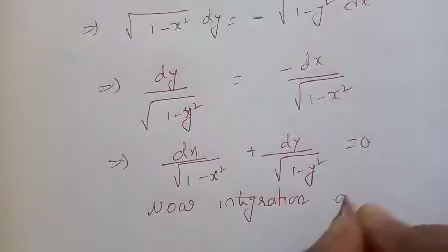 ⇒) √1-x² dy = - √1-y² dx
⇒) dy/√1-y² = -dx/√1-x²
⇒) dx/√1-x² + dy/√1-y² = 0
Now integration